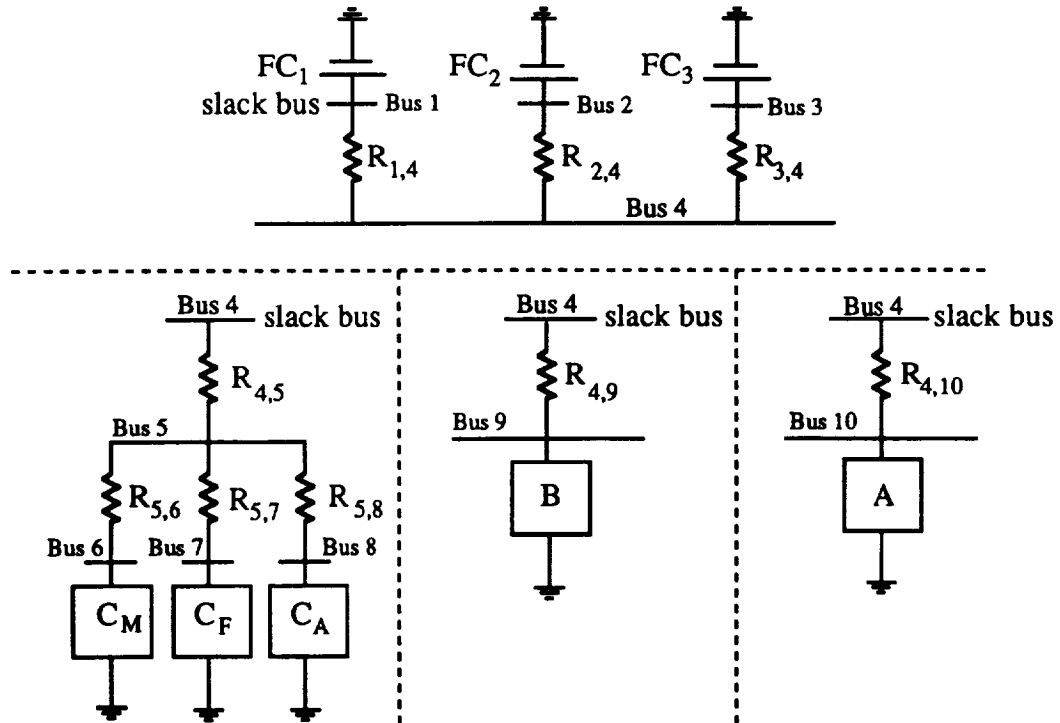 FC1 FC2 FC3
slack bus Bus 1 Bus 2 Bus 3
R1,4 R 2,4 R3,4
Bus 4
Bus 4 slack bus Bus 4 slack bus Bus 4 slack bus
R4,5 R4,9 R4,10
Bus 5 Bus 9 Bus 10
R5,6 R5,7 R5,8 B A
Bus 6 Bus 7 Bus 8
CM CF CA